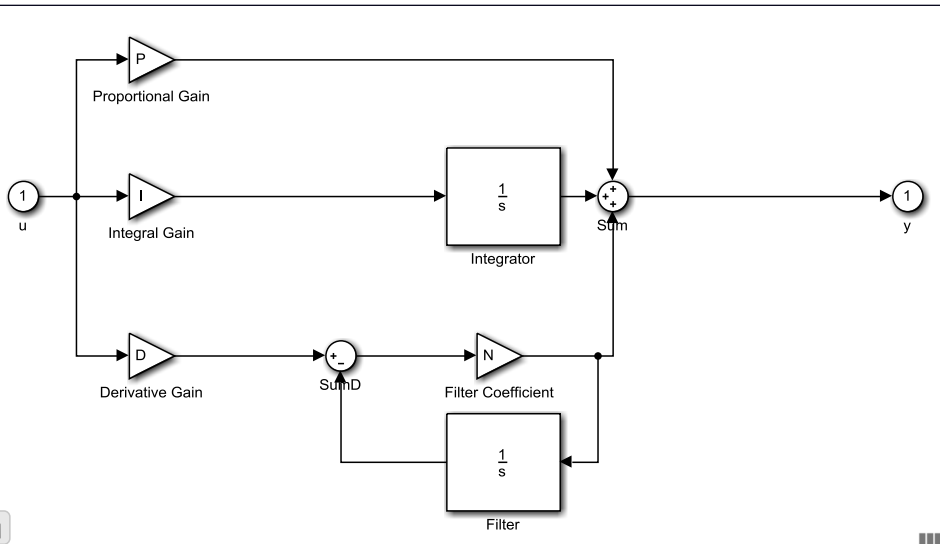 P
Proportional Gain
1
u
I
Integral Gain
1
s
Integrator
+
+
+
Sum
1
y
D
Derivative Gain
+
−
SumD
N
Filter Coefficient
1
s
Filter